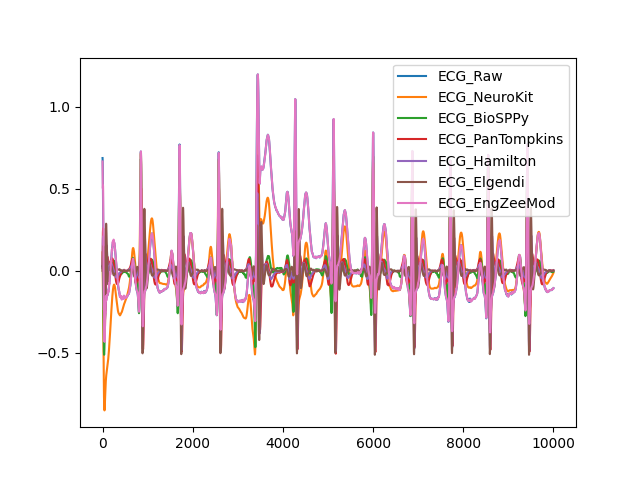 ECG_Raw
ECG_NeuroKit
ECG_BioSPPy
ECG_PanTompkins
ECG_Hamilton
ECG_Elgendi
ECG_EngZeeMod
1.0
0.5
0.0
−0.5
0 2000 4000 6000 8000 10000